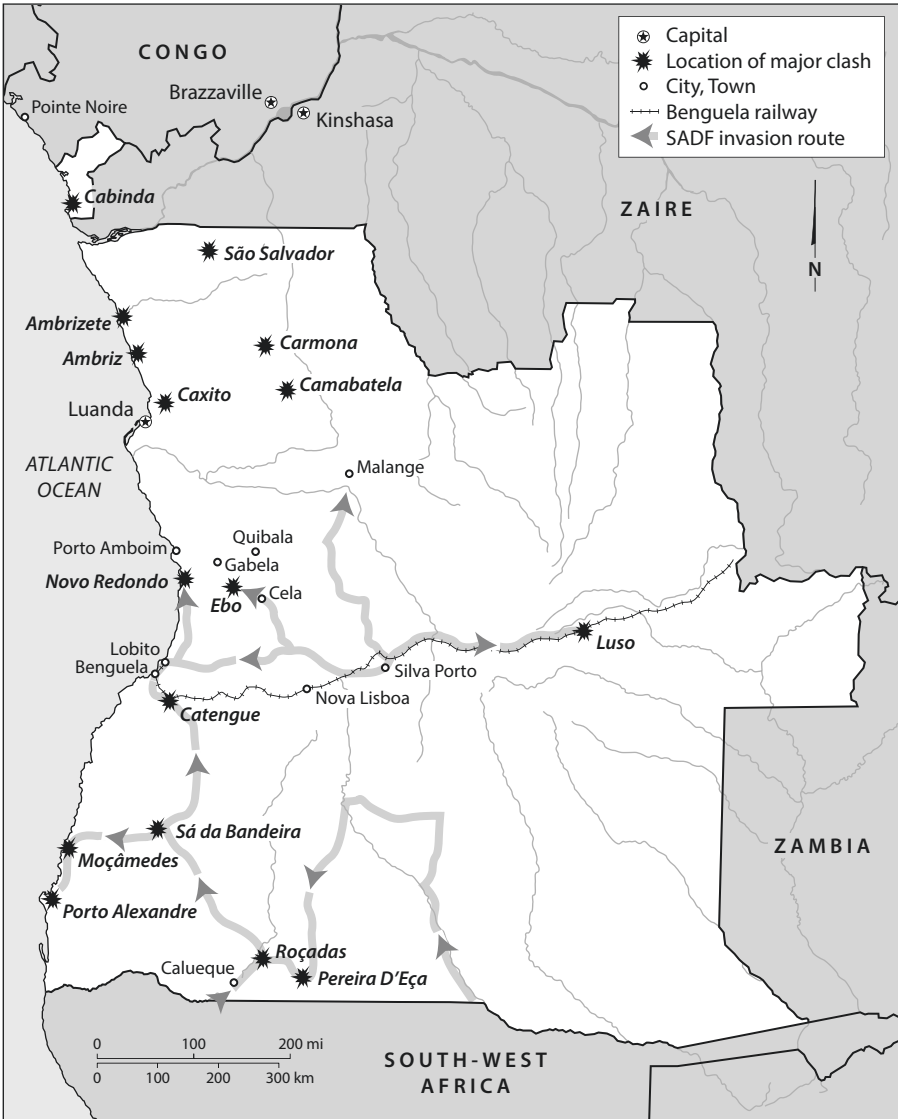 CONGO
Capital
Location of major clash
City, Town
Benguela railway
SADF invasion route
Brazzaville
Pointe Noire
Kinshasa
Cabinda
ZAIRE
N
São Salvador
Ambrizete
Carmona
Ambriz
Camabatela
Caxito
Luanda
ATLANTIC
OCEAN
Malange
Quibala
Porto Amboim
Gabela
Novo Redondo
Cela
Ebo
Luso
Lobito
Benguela
Silva Porto
Nova Lisboa
Catengue
Sá da Bandeira
Moçâmedes
ZAMBIA
Porto Alexandre
Roçadas
Calueque
Pereira D'Eça
0 100 200 mi
0 100 200 300 km
SOUTH-WEST
AFRICA